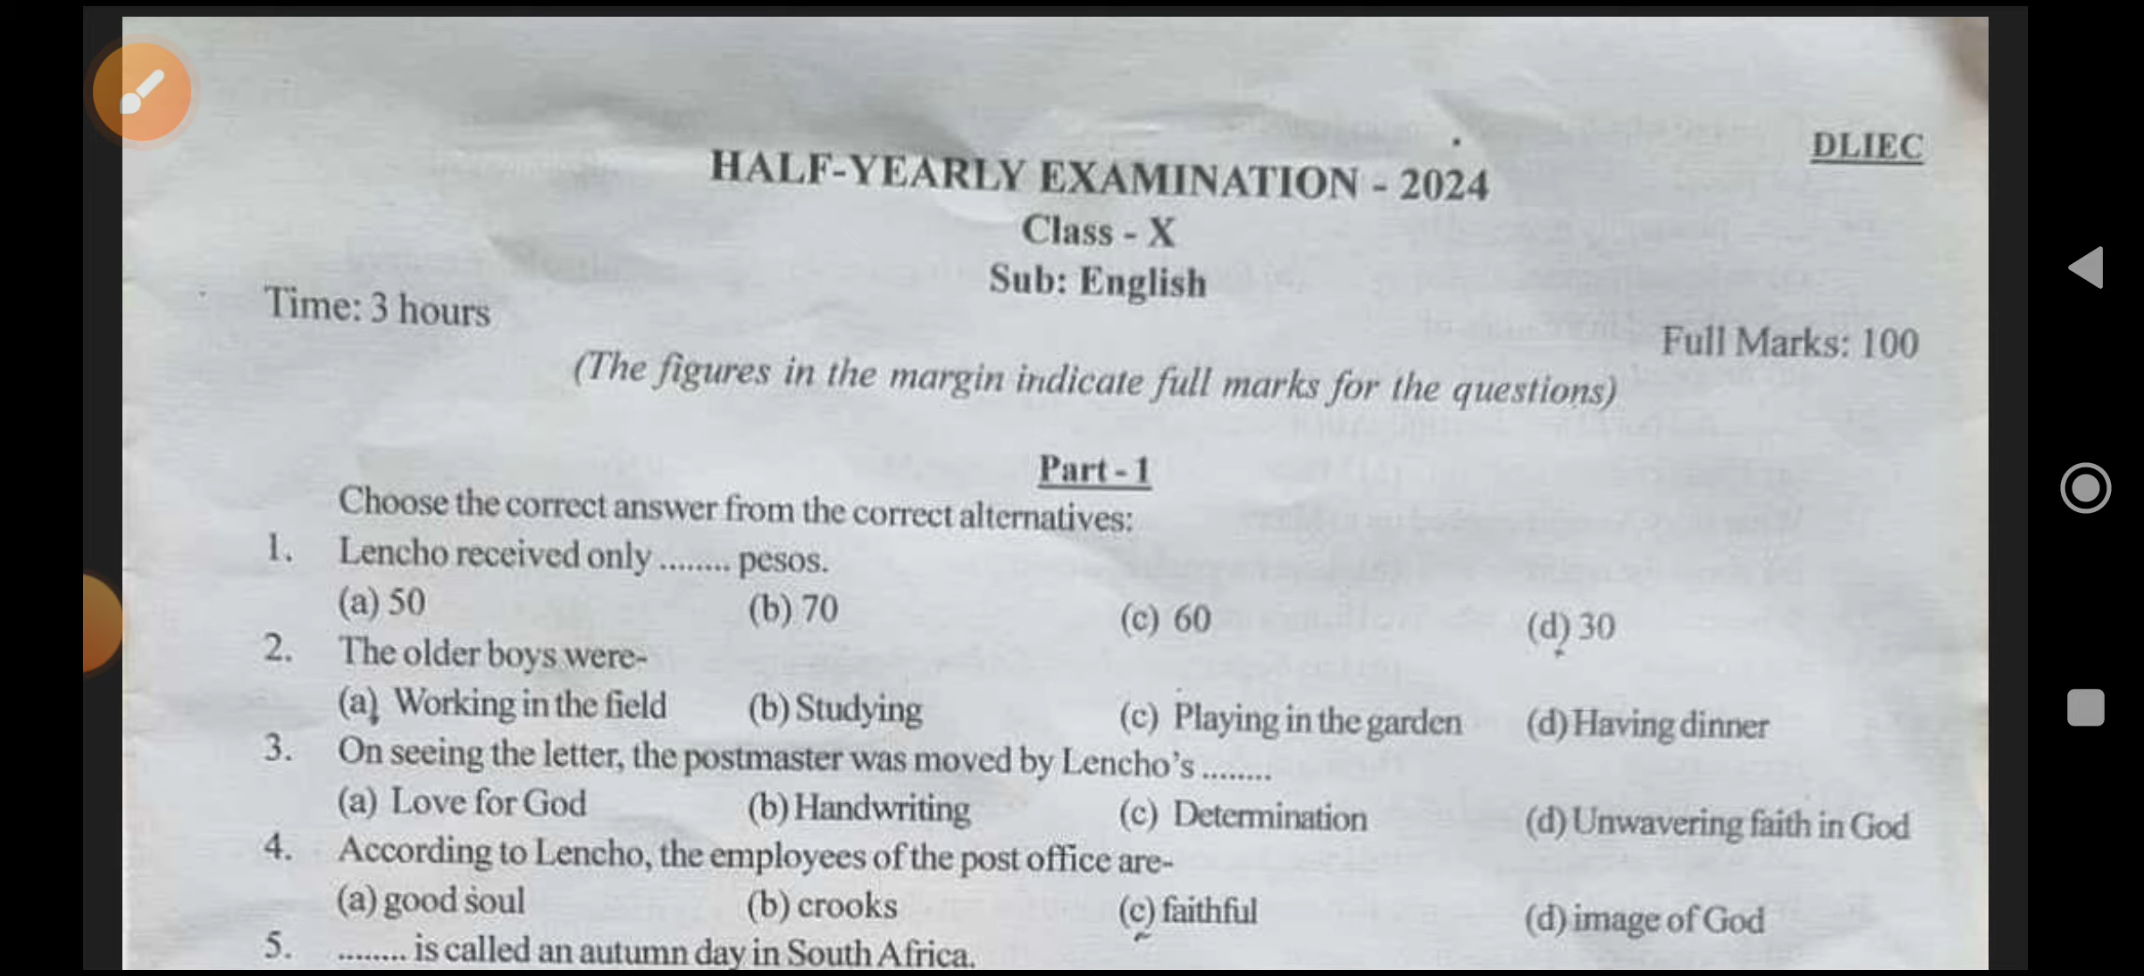 DLIEC
HALF-YEARLY EXAMINATION - 2024
Class - X
Sub: English
Time: 3 hours
Full Marks: 100
(The figures in the margin indicate full marks for the questions)
Part - 1
Choose the correct answer from the correct alternatives:
1. Lencho received only ........ pesos.
(a) 50 (b) 70 (c) 60 (d) 30
2. The older boys were-
(a) Working in the field (b) Studying (c) Playing in the garden (d) Having dinner
3. On seeing the letter, the postmaster was moved by Lencho's ........
(a) Love for God (b) Handwriting (c) Determination (d) Unwavering faith in God
4. According to Lencho, the employees of the post office are-
(a) good soul (b) crooks (c) faithful (d) image of God
5. ........ is called an autumn day in South Africa.